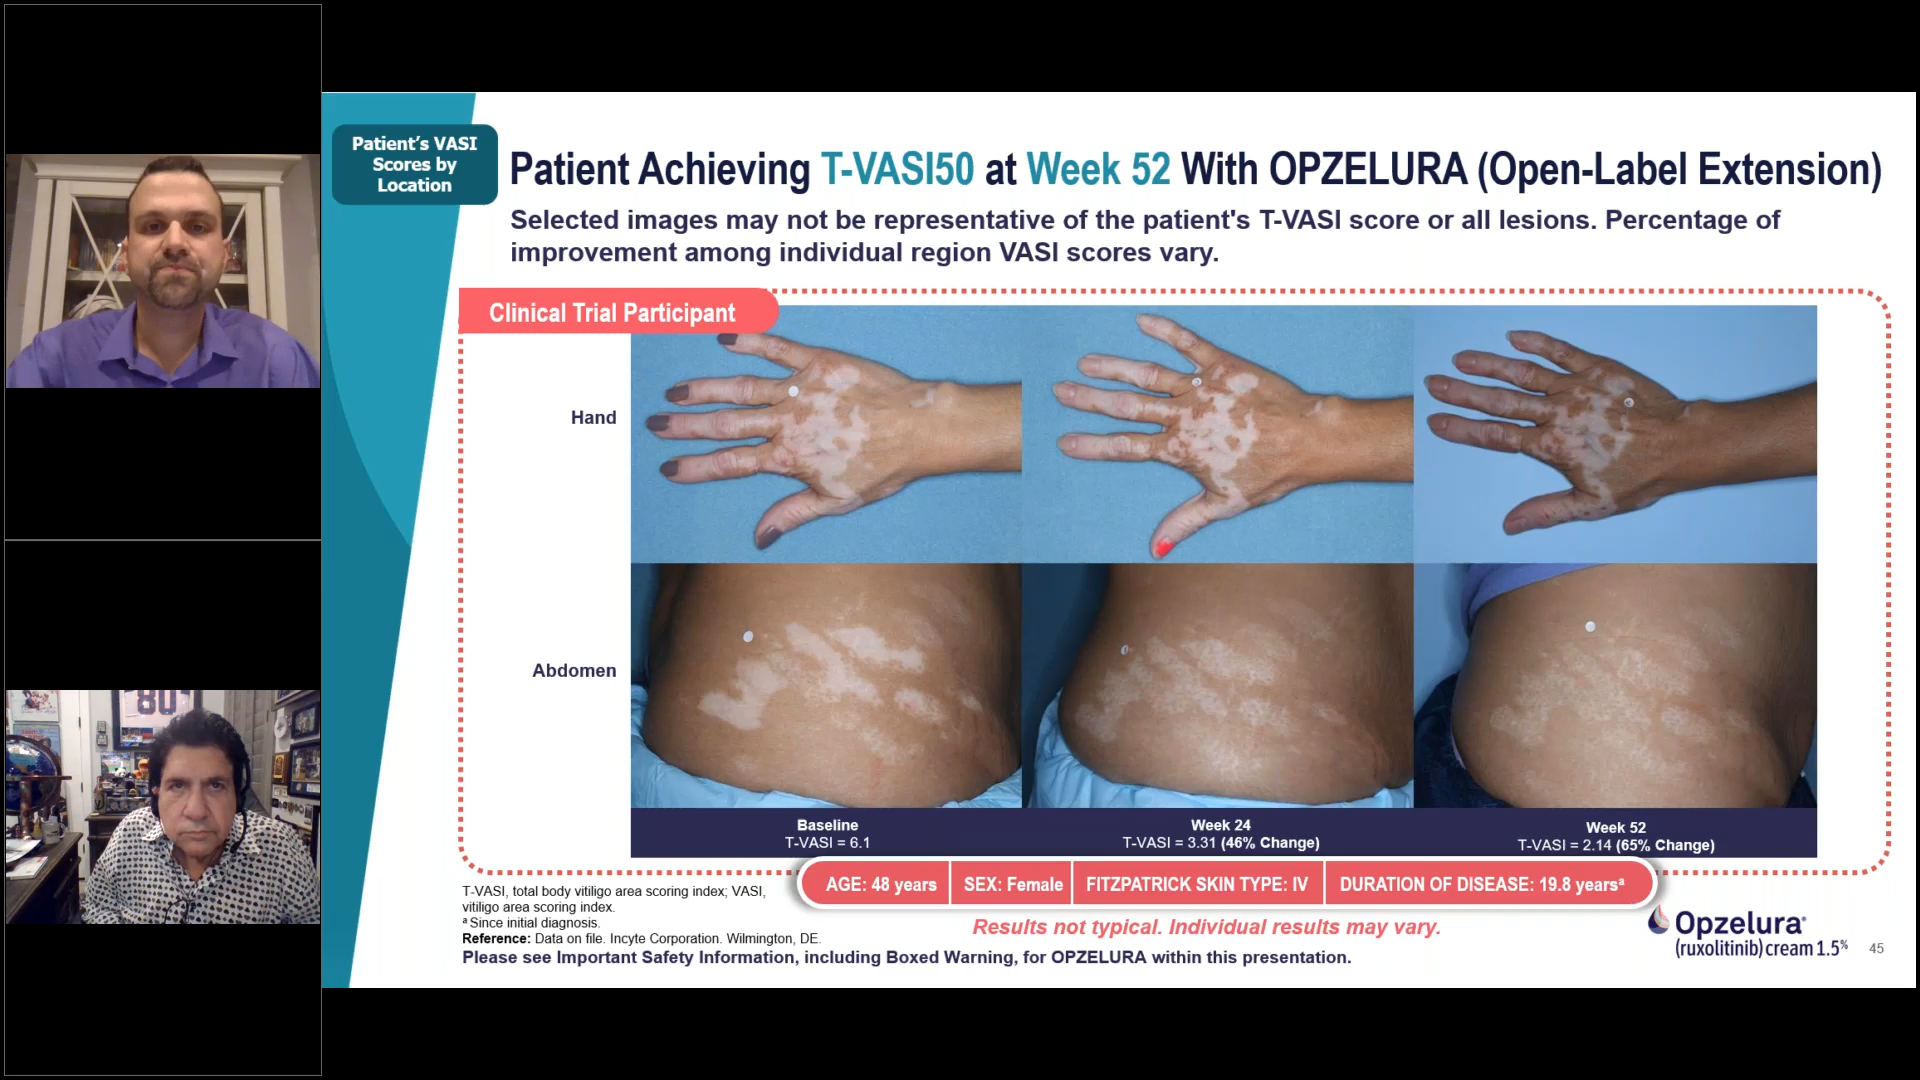 Patient's VASI
Scores by
Location
Patient Achieving T-VASI50 at Week 52 With OPZELURA (Open-Label Extension)
Selected images may not be representative of the patient's T-VASI score or all lesions. Percentage of
improvement among individual region VASI scores vary.
Clinical Trial Participant
Hand
Abdomen
Baseline
T-VASI = 6.1
Week 24
T-VASI = 3.31 (46% Change)
Week 52
T-VASI = 2.14 (65% Change)
AGE: 48 years
SEX: Female
FITZPATRICK SKIN TYPE: IV
DURATION OF DISEASE: 19.8 yearsª
T-VASI, total body vitiligo area scoring index; VASI,
vitiligo area scoring index.
ª Since initial diagnosis.
Reference: Data on file. Incyte Corporation. Wilmington, DE.
Results not typical. Individual results may vary.
Please see Important Safety Information, including Boxed Warning, for OPZELURA within this presentation.
Opzelura®
(ruxolitinib) cream 1.5%
45
80